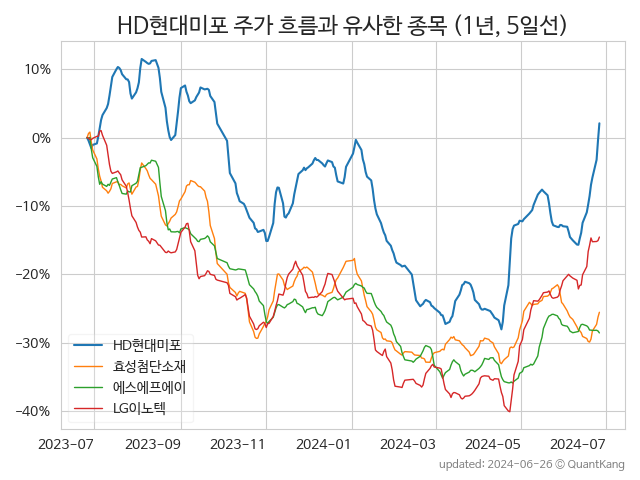 HD현대미포 주가 흐름과 유사한 종목 (1년, 5일선)
10%
0%
−10%
−20%
−30%
−40%
HD현대미포
효성첨단소재
에스에프에이
LG이노텍
2023-07
2023-09
2023-11
2024-01
2024-03
2024-05
2024-07
updated: 2024-06-26 © QuantKang